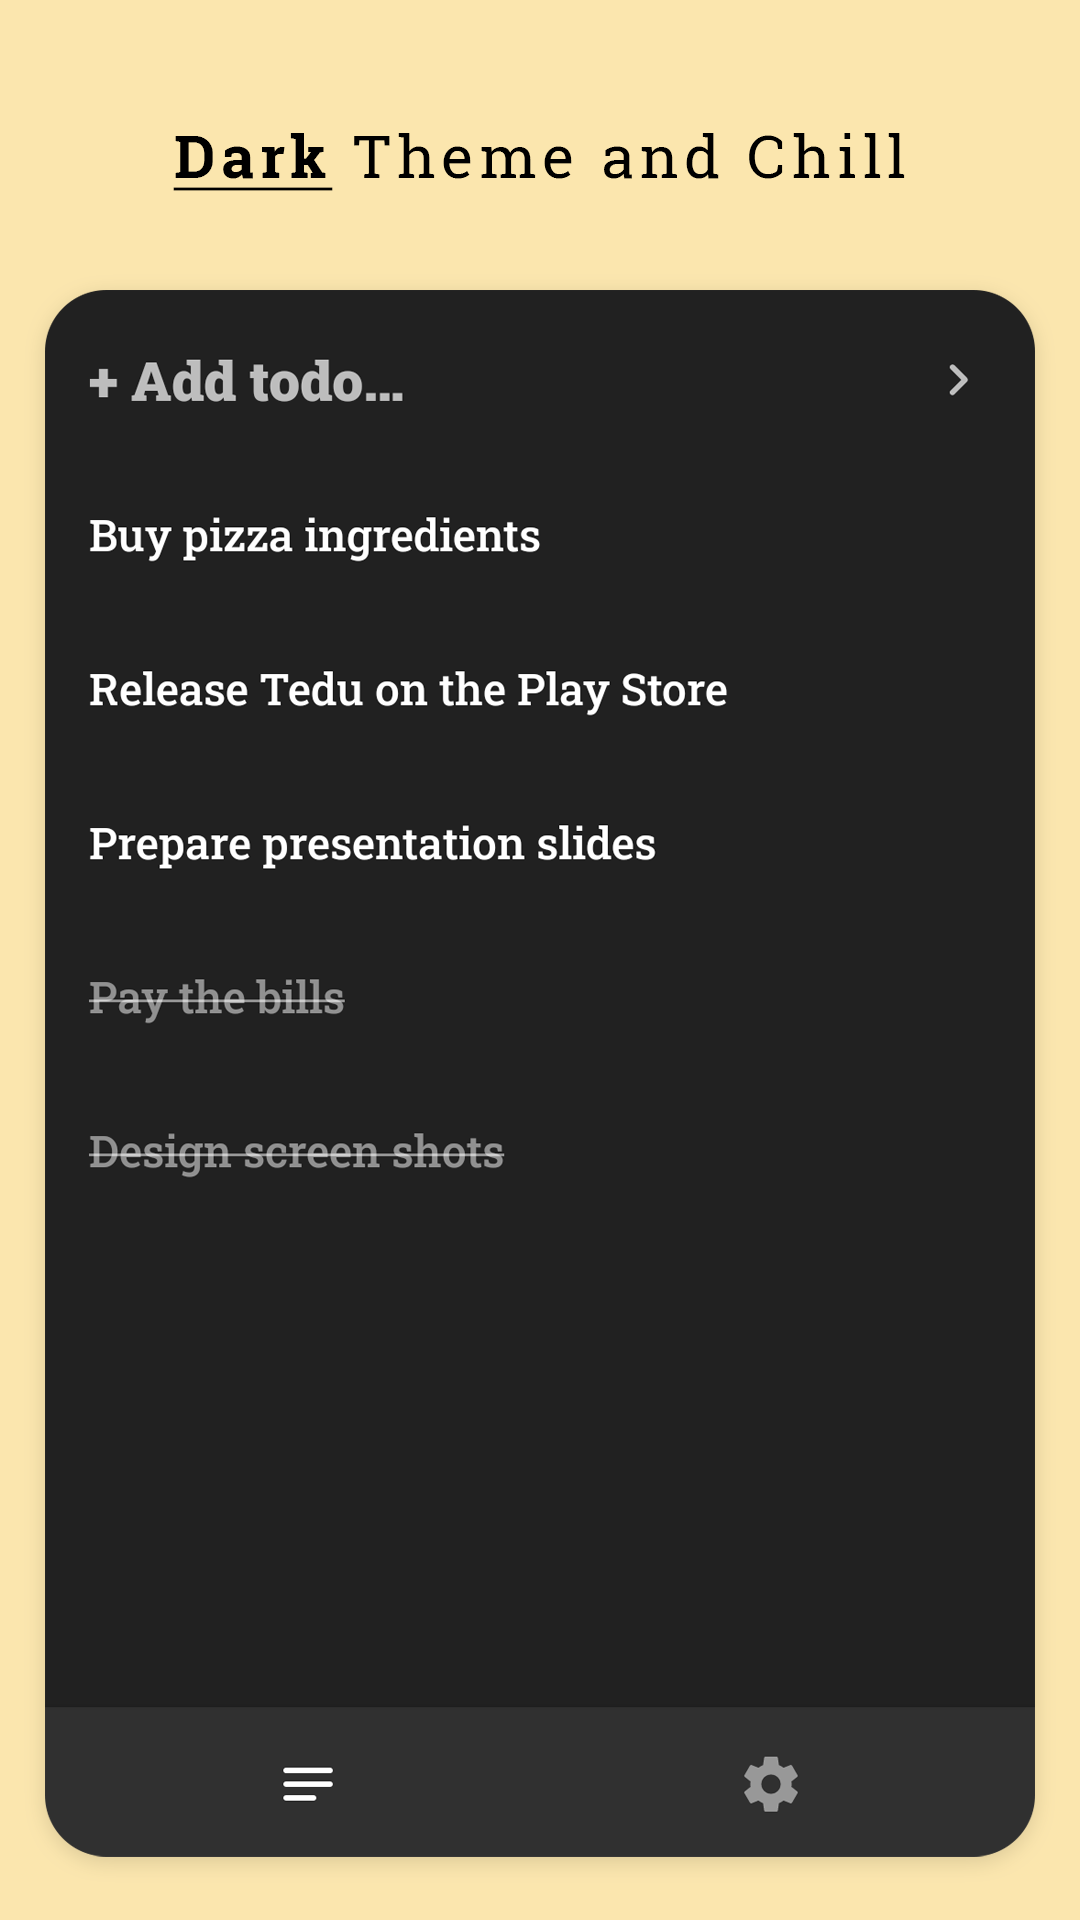 Dark Theme and Chill
+ Add todo...
Buy pizza ingredients
Release Tedu on the Play Store
Prepare presentation slides
Pay the bills
Design screen shots